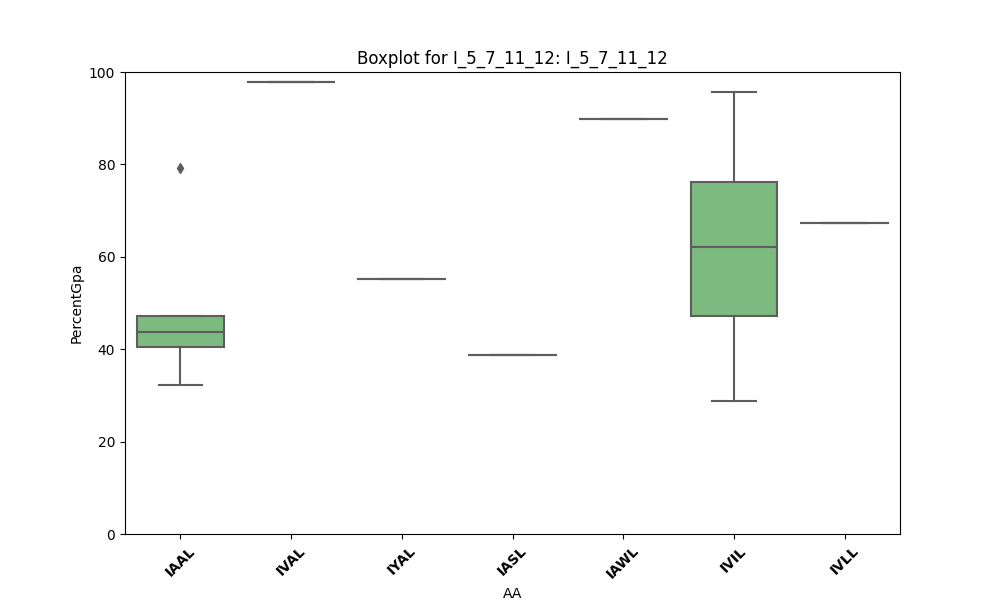 Boxplot for I_5_7_11_12: I_5_7_11_12
100
80
60
40
20
0
PercentGpa
IAAL
IVAL
IYAL
IASL
IAWL
IVIL
IVLL
AA